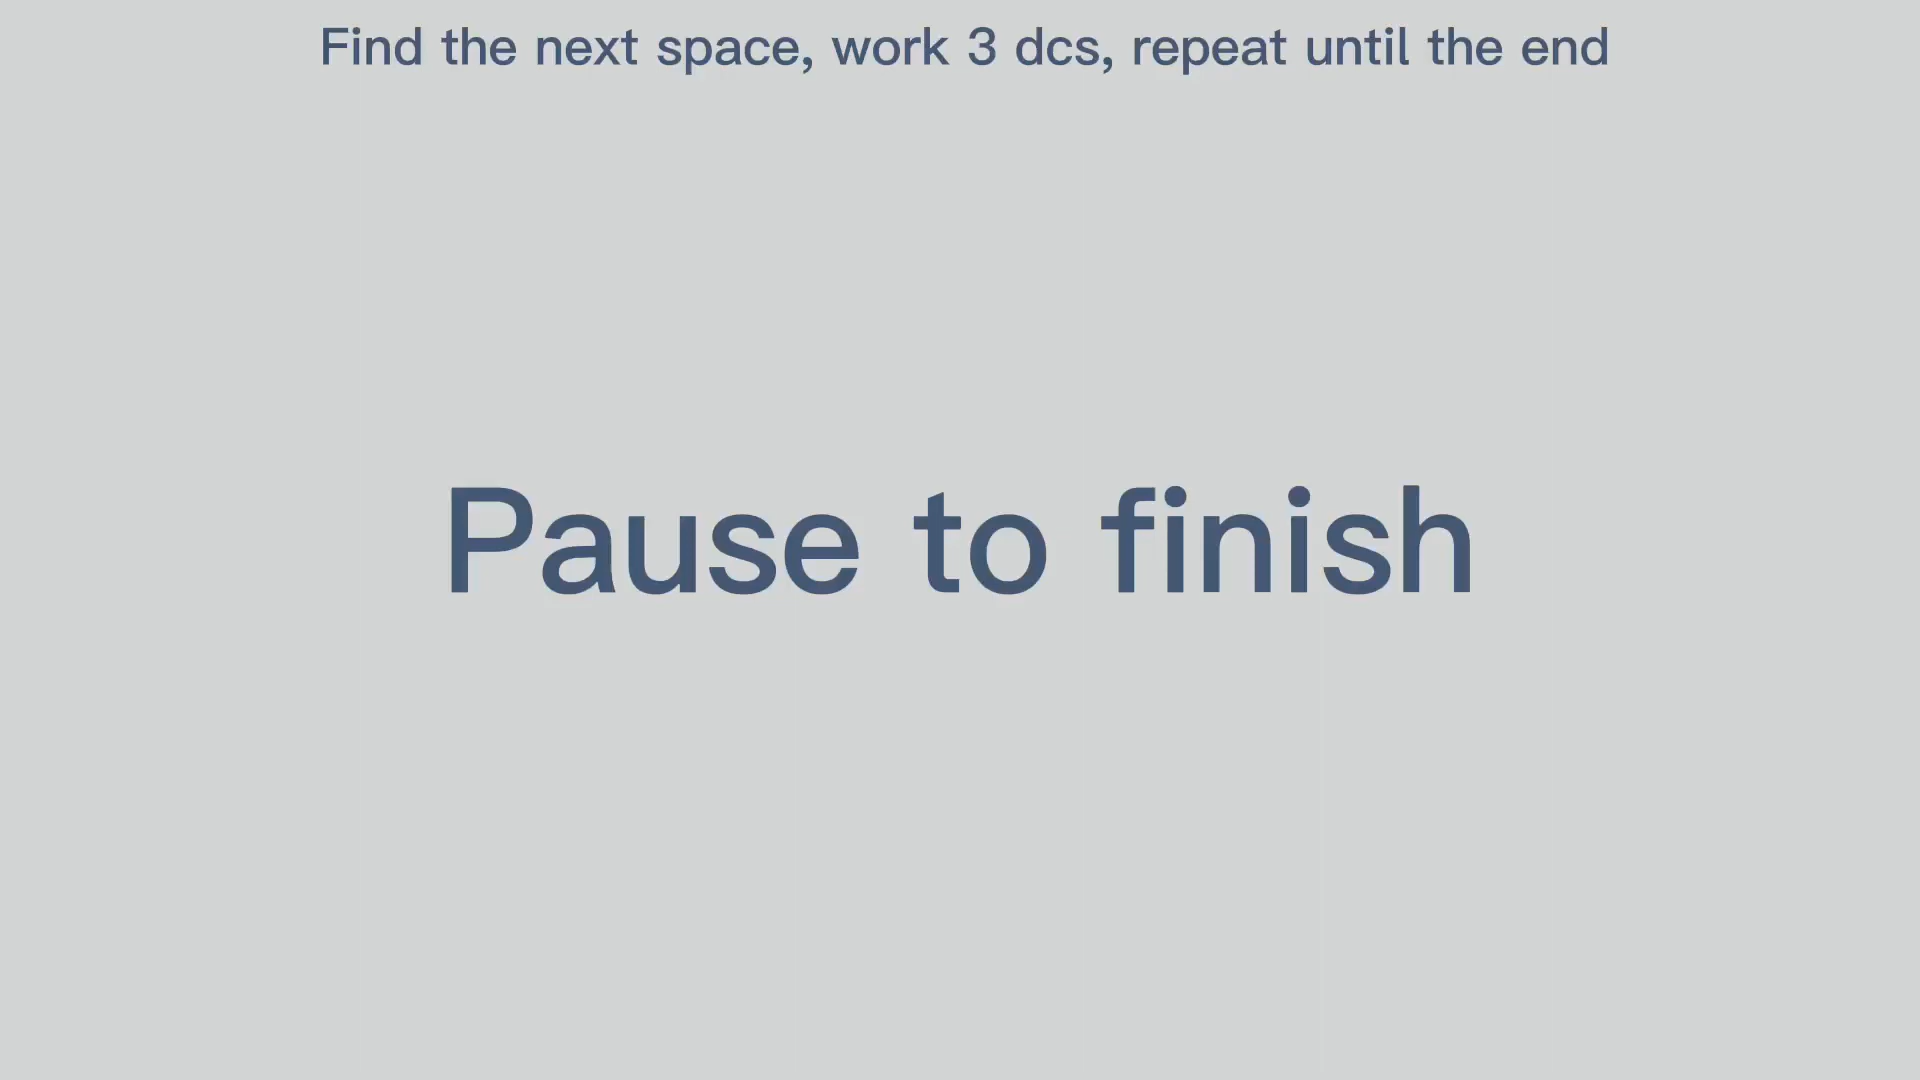 Find the next space, work 3 dcs, repeat until the end
Pause to finish